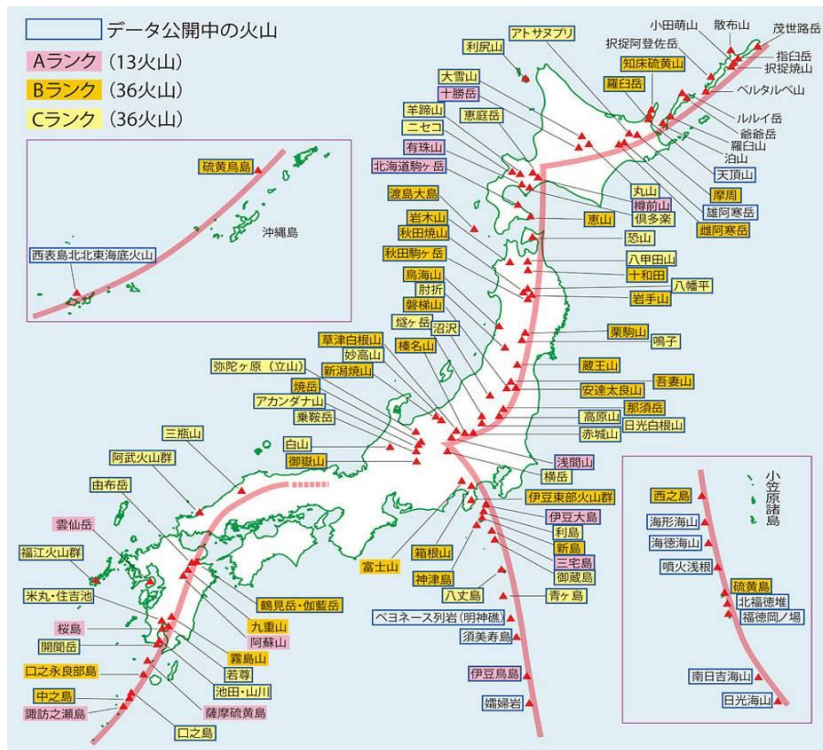 データ公開中の火山
Aランク（13火山）
Bランク（36火山）
Cランク（36火山）
硫黄鳥島
沖縄島
西表島北北東海底火山
利尻山
アトサヌプリ
小田萌山
散布山
茂世路岳
択捉阿登佐岳
指臼岳
知床硫黄山
択捉焼山
大雪山
羅臼岳
ベルタルベ山
十勝岳
羊蹄山
恵庭岳
ニセコ
ルルイ岳
爺爺岳
有珠山
羅臼山
北海道駒ヶ岳
泊山
天頂山
渡島大島
丸山
摩周
樽前山
岩木山
恵山
倶多楽
雄阿寒岳
秋田焼山
雌阿寒岳
恐山
秋田駒ヶ岳
八甲田山
鳥海山
十和田
肘折
八幡平
磐梯山
岩手山
燧ヶ岳
沼沢
草津白根山
榛名山
栗駒山
妙高山
鳴子
弥陀ヶ原（立山）
新潟焼山
蔵王山
焼岳
吾妻山
アカンダナ山
安達太良山
乗鞍岳
那須岳
高原山
日光白根山
三瓶山
白山
赤城山
阿武火山群
御嶽山
浅間山
横岳
由布岳
伊豆東部火山群
雲仙岳
伊豆大島
利島
福江火山群
富士山
箱根山
新島
三宅島
米丸・住吉池
鶴見岳・伽藍岳
神津島
御蔵島
九重山
八丈島
青ヶ島
桜島
阿蘇山
ベヨネース列岩（明神礁）
開聞岳
霧島山
須美寿島
口之永良部島
若尊
池田・山川
伊豆鳥島
中之島
諏訪之瀬島
薩摩硫黄島
孀婦岩
口之島
小笠原諸島
西之島
海形海山
海徳海山
噴火浅根
硫黄島
北福徳堆
福徳岡ノ場
南日吉海山
日光海山